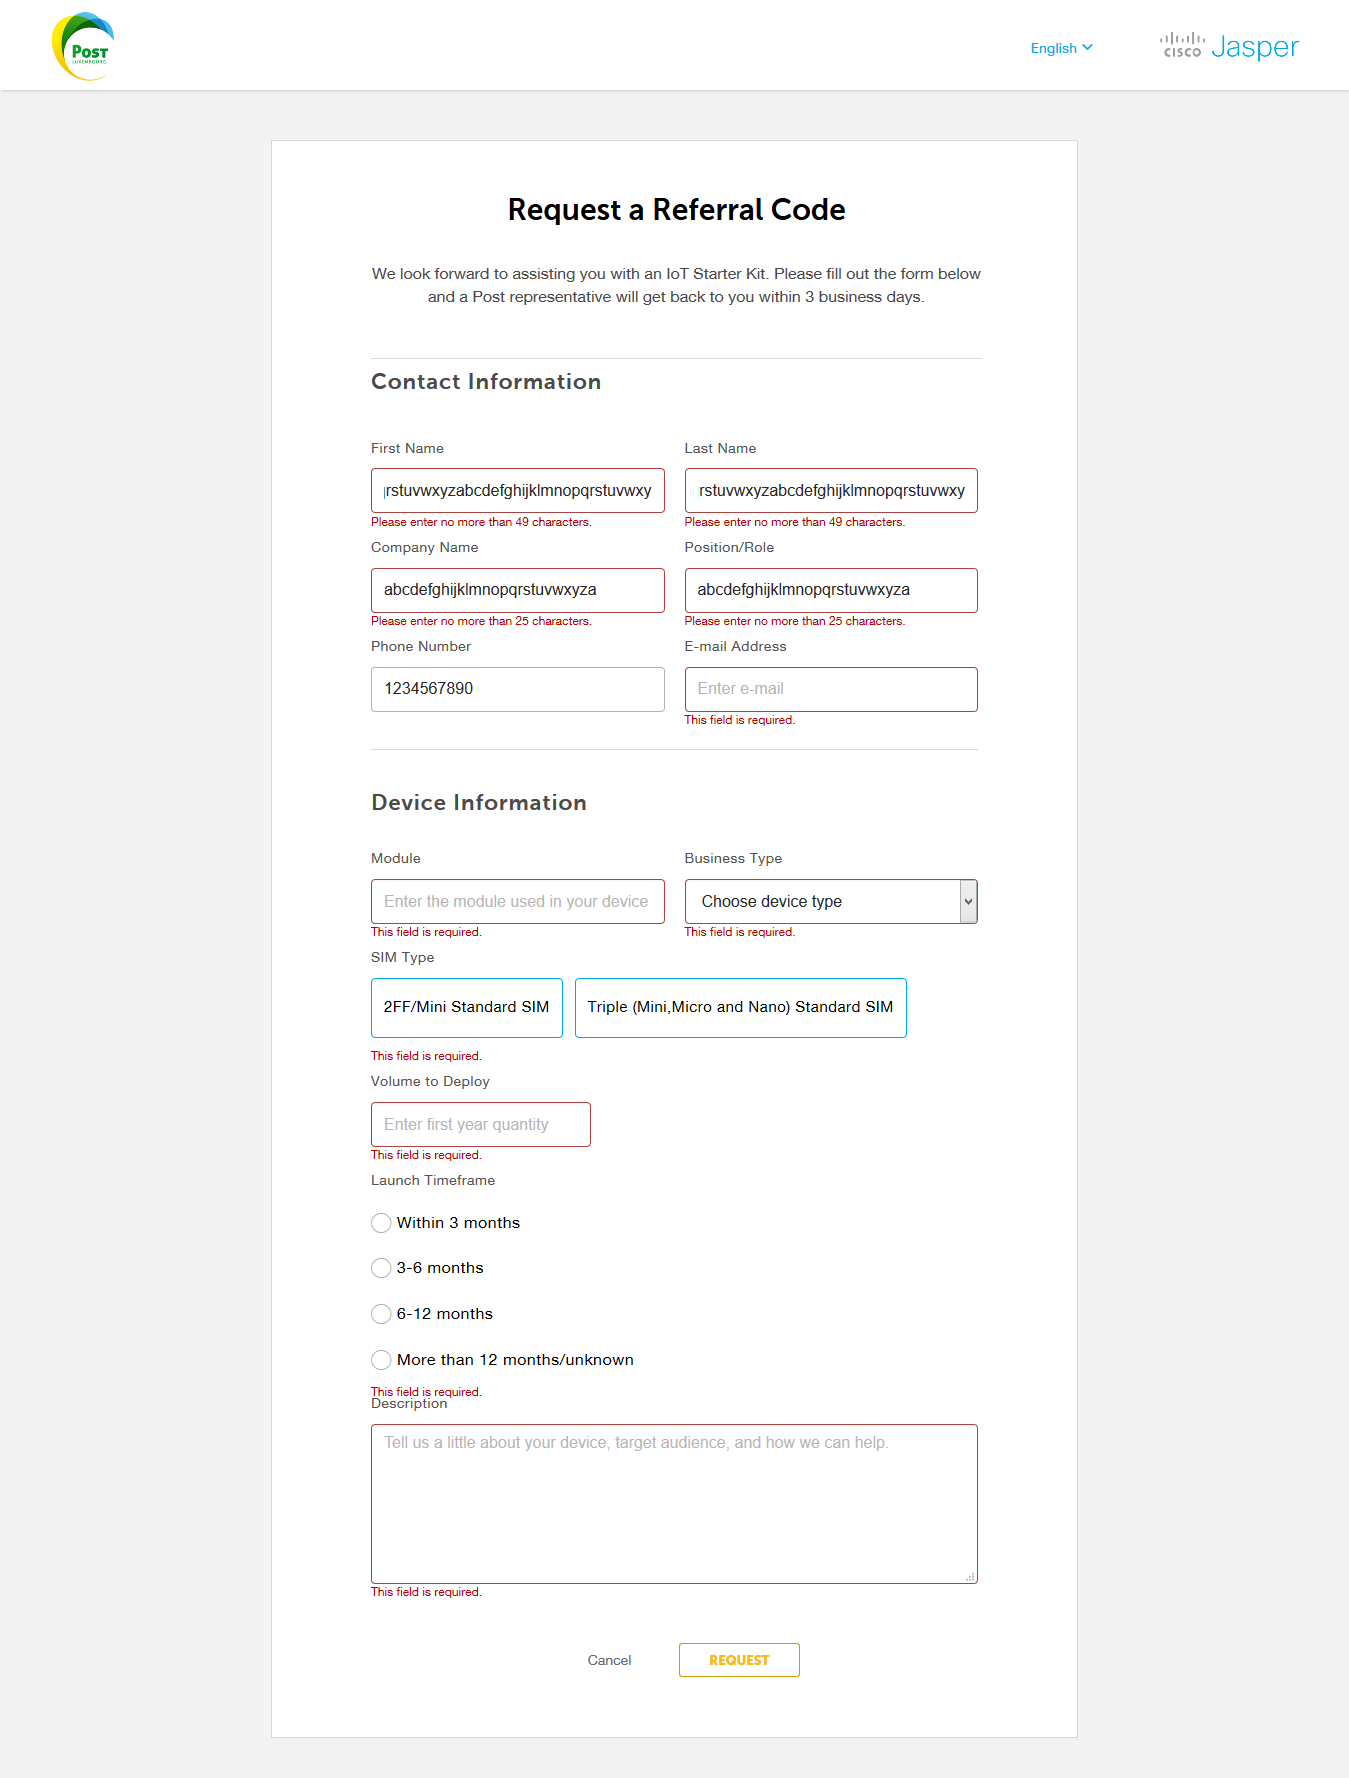 POST
LUXEMBOURG
English
CISCO Jasper
Request a Referral Code
We look forward to assisting you with an IoT Starter Kit. Please fill out the form below
and a Post representative will get back to you within 3 business days.
Contact Information
First Name Last Name
qrstuvwxyzabcdefghijklmnopqrstuvwxy rstuvwxyzabcdefghijklmnopqrstuvwxy
Please enter no more than 49 characters. Please enter no more than 49 characters.
Company Name Position/Role
abcdefghijklmnopqrstuvwxyza abcdefghijklmnopqrstuvwxyza
Please enter no more than 25 characters. Please enter no more than 25 characters.
Phone Number E-mail Address
1234567890 Enter e-mail
This field is required.
Device Information
Module Business Type
Enter the module used in your device Choose device type
This field is required. This field is required.
SIM Type
2FF/Mini Standard SIM Triple (Mini,Micro and Nano) Standard SIM
This field is required.
Volume to Deploy
Enter first year quantity
This field is required.
Launch Timeframe
Within 3 months
3-6 months
6-12 months
More than 12 months/unknown
This field is required.
Description
Tell us a little about your device, target audience, and how we can help.
This field is required.
Cancel REQUEST